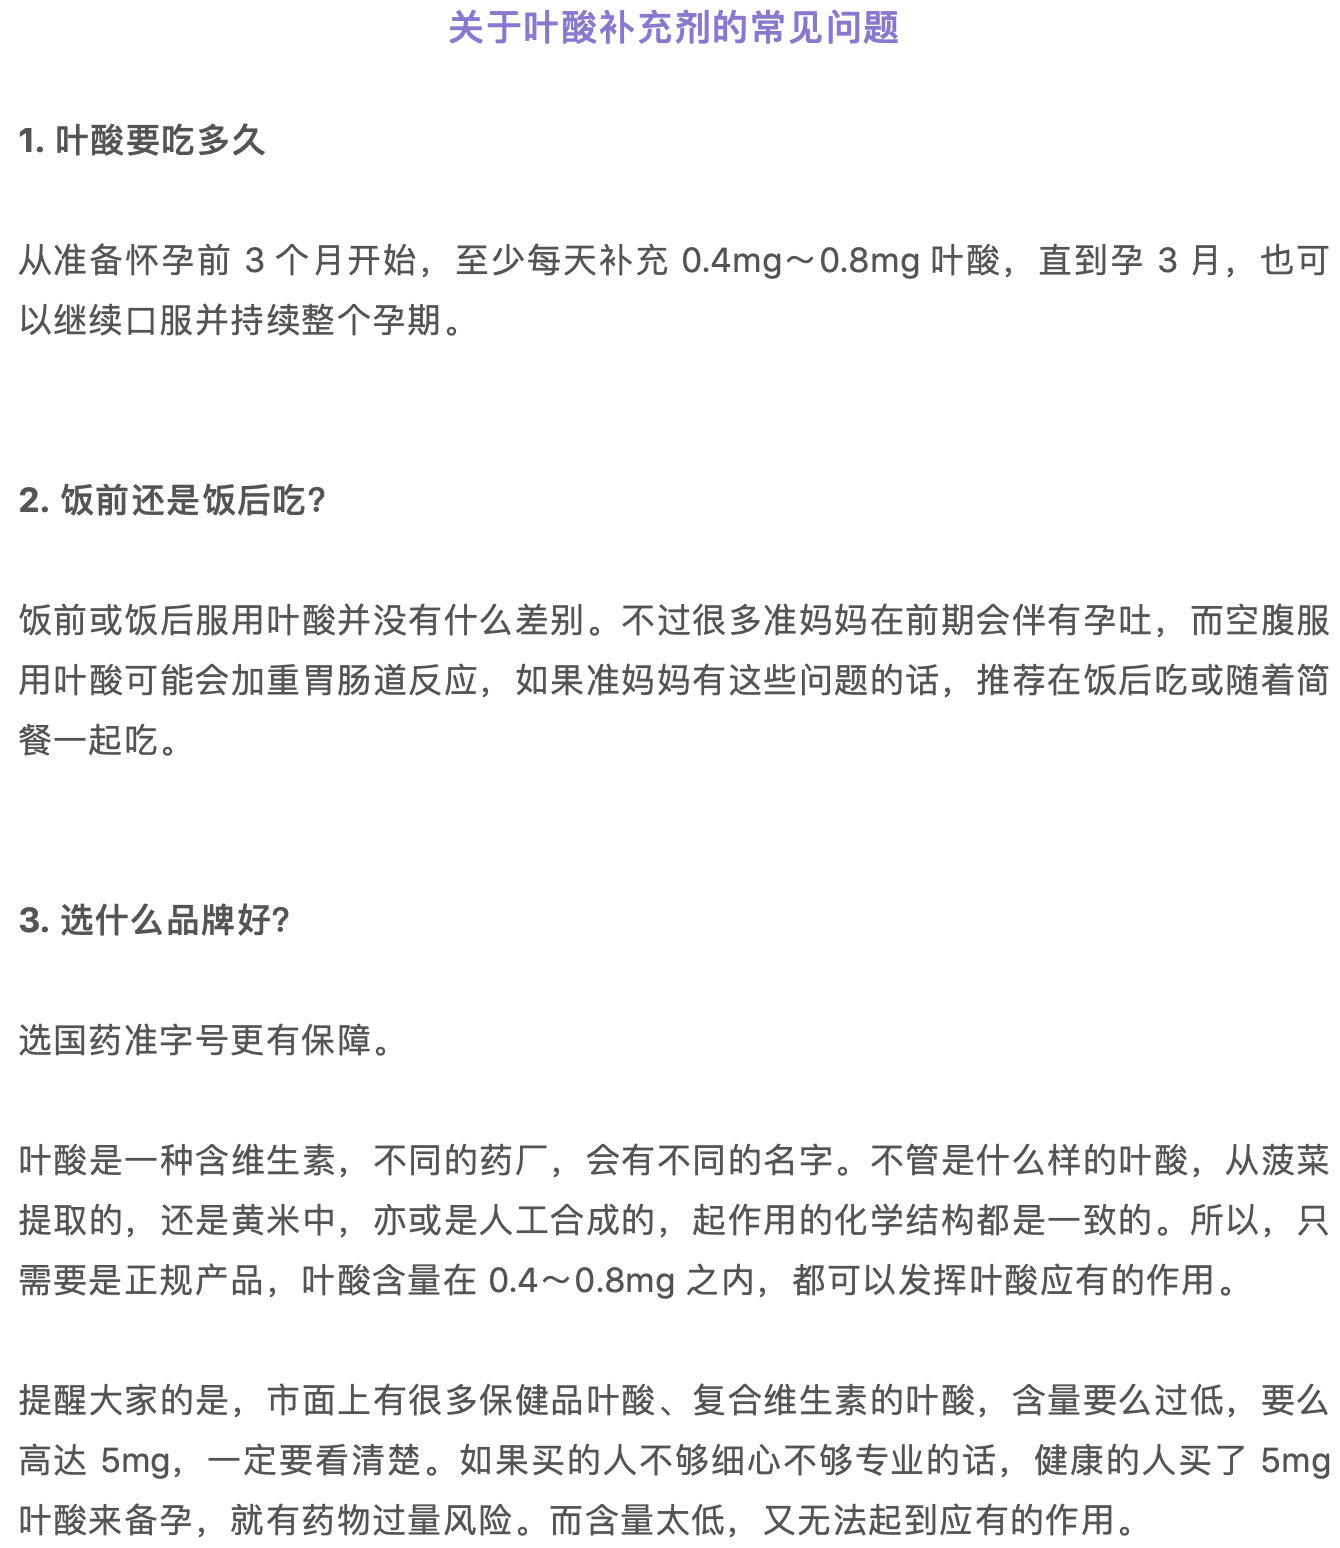 关于叶酸补充剂的常见问题
1. 叶酸要吃多久
从准备怀孕前 3 个月开始，至少每天补充 0.4mg～0.8mg 叶酸，直到孕 3 月，也可
以继续口服并持续整个孕期。
2. 饭前还是饭后吃？
饭前或饭后服用叶酸并没有什么差别。不过很多准妈妈在前期会伴有孕吐，而空腹服
用叶酸可能会加重胃肠道反应，如果准妈妈有这些问题的话，推荐在饭后吃或随着简
餐一起吃。
3. 选什么品牌好？
选国药准字号更有保障。
叶酸是一种含维生素，不同的药厂，会有不同的名字。不管是什么样的叶酸，从菠菜
提取的，还是黄米中，亦或是人工合成的，起作用的化学结构都是一致的。所以，只
需要是正规产品，叶酸含量在 0.4～0.8mg 之内，都可以发挥叶酸应有的作用。
提醒大家的是，市面上有很多保健品叶酸、复合维生素的叶酸，含量要么过低，要么
高达 5mg，一定要看清楚。如果买的人不够细心不够专业的话，健康的人买了 5mg
叶酸来备孕，就有药物过量风险。而含量太低，又无法起到应有的作用。